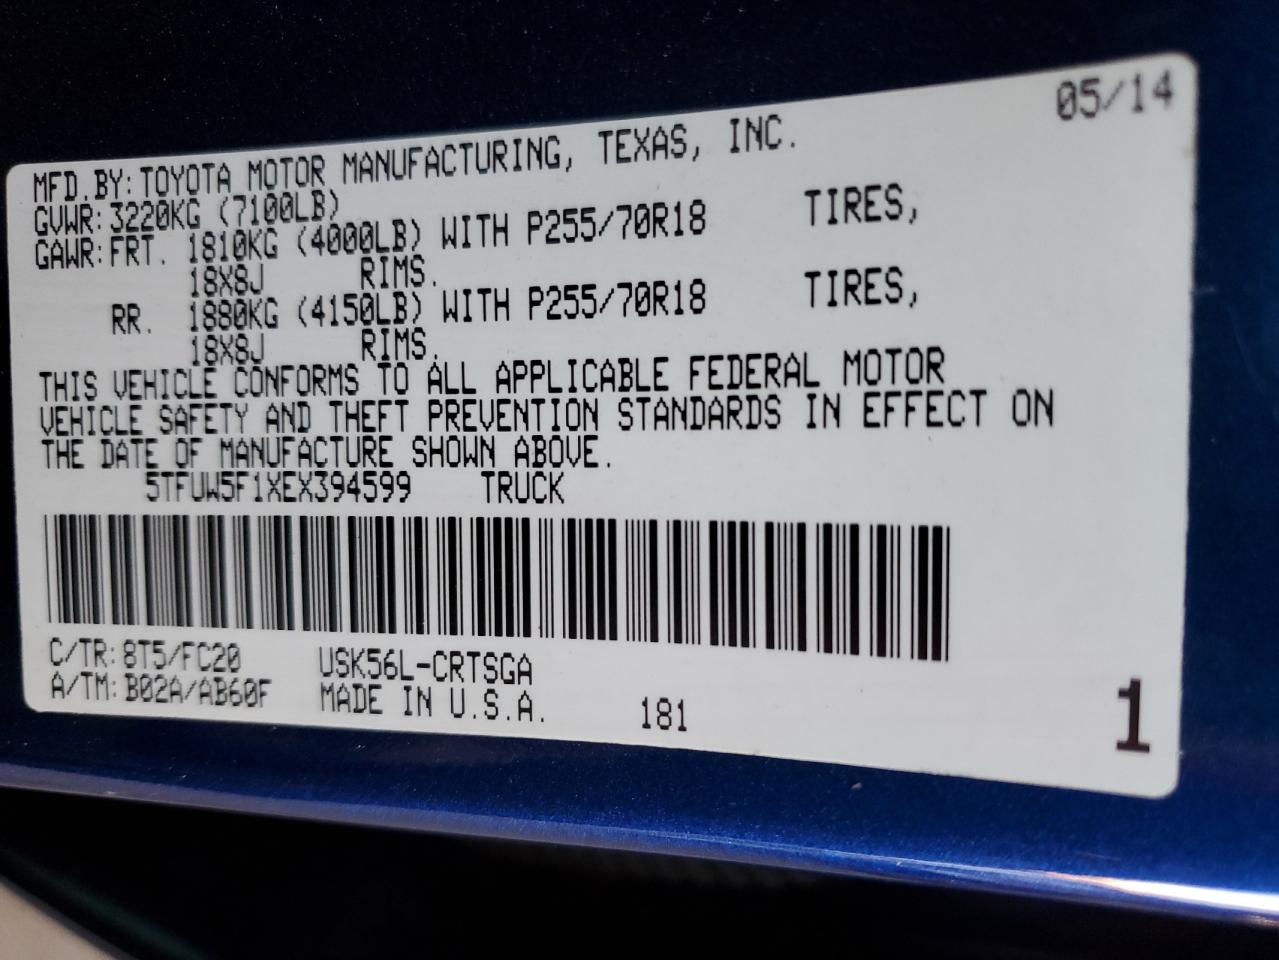 05/14
MFD.BY: TOYOTA MOTOR MANUFACTURING, TEXAS, INC.
GVWR: 3220KG (7100LB)
GAWR: FRT. 1810KG (4000LB) WITH P255/70R18 TIRES,
18X8J RIMS.
RR. 1880KG (4150LB) WITH P255/70R18 TIRES,
18X8J RIMS.
THIS VEHICLE CONFORMS TO ALL APPLICABLE FEDERAL MOTOR
VEHICLE SAFETY AND THEFT PREVENTION STANDARDS IN EFFECT ON
THE DATE OF MANUFACTURE SHOWN ABOVE.
5TFUW5F1XEX394599 TRUCK
C/TR: 8T5/FC20 USK56L-CRTSGA
A/TM: B02A/AB60F MADE IN U.S.A. 181
1